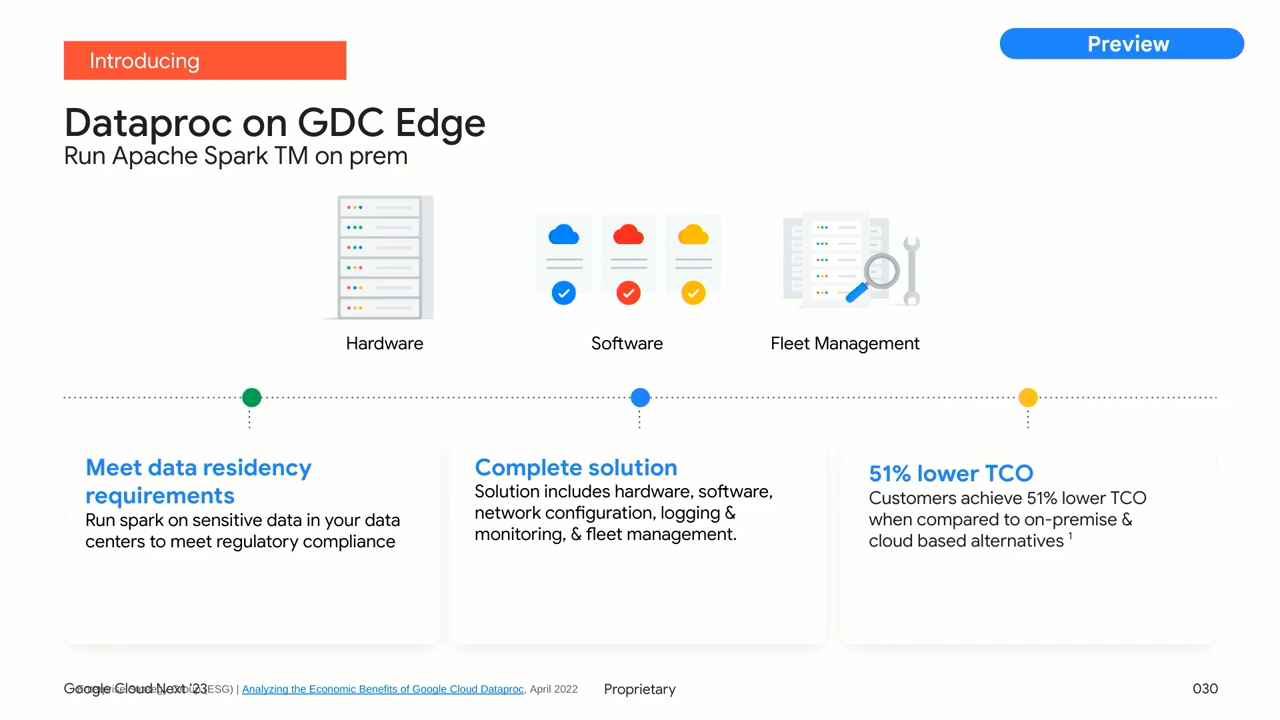 Introducing
Preview
Dataproc on GDC Edge
Run Apache Spark TM on prem
Hardware
Software
Fleet Management
Meet data residency
requirements
Run spark on sensitive data in your data
centers to meet regulatory compliance
Complete solution
Solution includes hardware, software,
network configuration, logging &
monitoring, & fleet management.
51% lower TCO
Customers achieve 51% lower TCO
when compared to on-premise &
cloud based alternatives 1
Google Cloud Next '23
(ESG) | Analyzing the Economic Benefits of Google Cloud Dataproc, April 2022
Proprietary
030